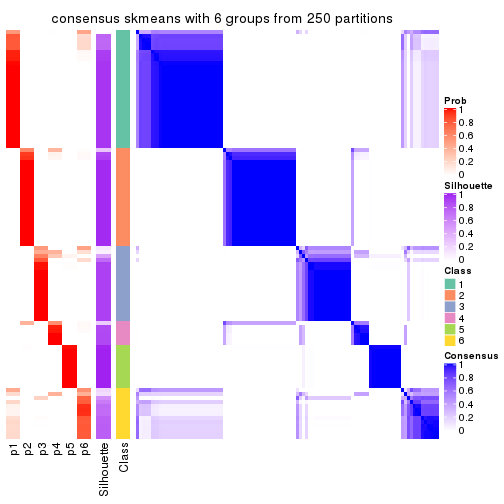 consensus skmeans with 6 groups from 250 partitions
Prob
1
0.8
0.6
0.4
0.2
0
Silhouette
1
0.8
0.6
0.4
0.2
0
Class
1
2
3
4
5
6
Consensus
1
0.8
0.6
0.4
0.2
0
p1
p2
p3
p4
p5
p6
Silhouette
Class